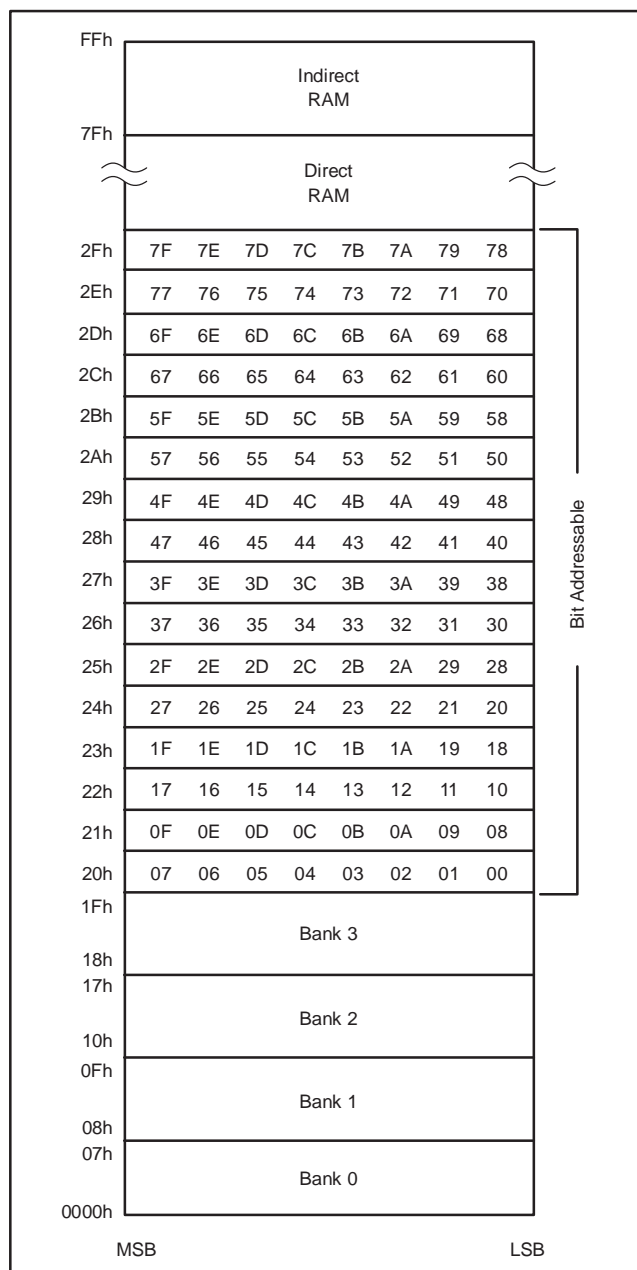 FFh
Indirect
RAM
7Fh
Direct
RAM
2Fh 7F 7E 7D 7C 7B 7A 79 78
2Eh 77 76 75 74 73 72 71 70
2Dh 6F 6E 6D 6C 6B 6A 69 68
2Ch 67 66 65 64 63 62 61 60
2Bh 5F 5E 5D 5C 5B 5A 59 58
2Ah 57 56 55 54 53 52 51 50
29h 4F 4E 4D 4C 4B 4A 49 48
28h 47 46 45 44 43 42 41 40
27h 3F 3E 3D 3C 3B 3A 39 38
26h 37 36 35 34 33 32 31 30
25h 2F 2E 2D 2C 2B 2A 29 28
24h 27 26 25 24 23 22 21 20
23h 1F 1E 1D 1C 1B 1A 19 18
22h 17 16 15 14 13 12 11 10
21h 0F 0E 0D 0C 0B 0A 09 08
20h 07 06 05 04 03 02 01 00
Bit Addressable
1Fh
Bank 3
18h
17h
Bank 2
10h
0Fh
Bank 1
08h
07h
Bank 0
0000h
MSB LSB